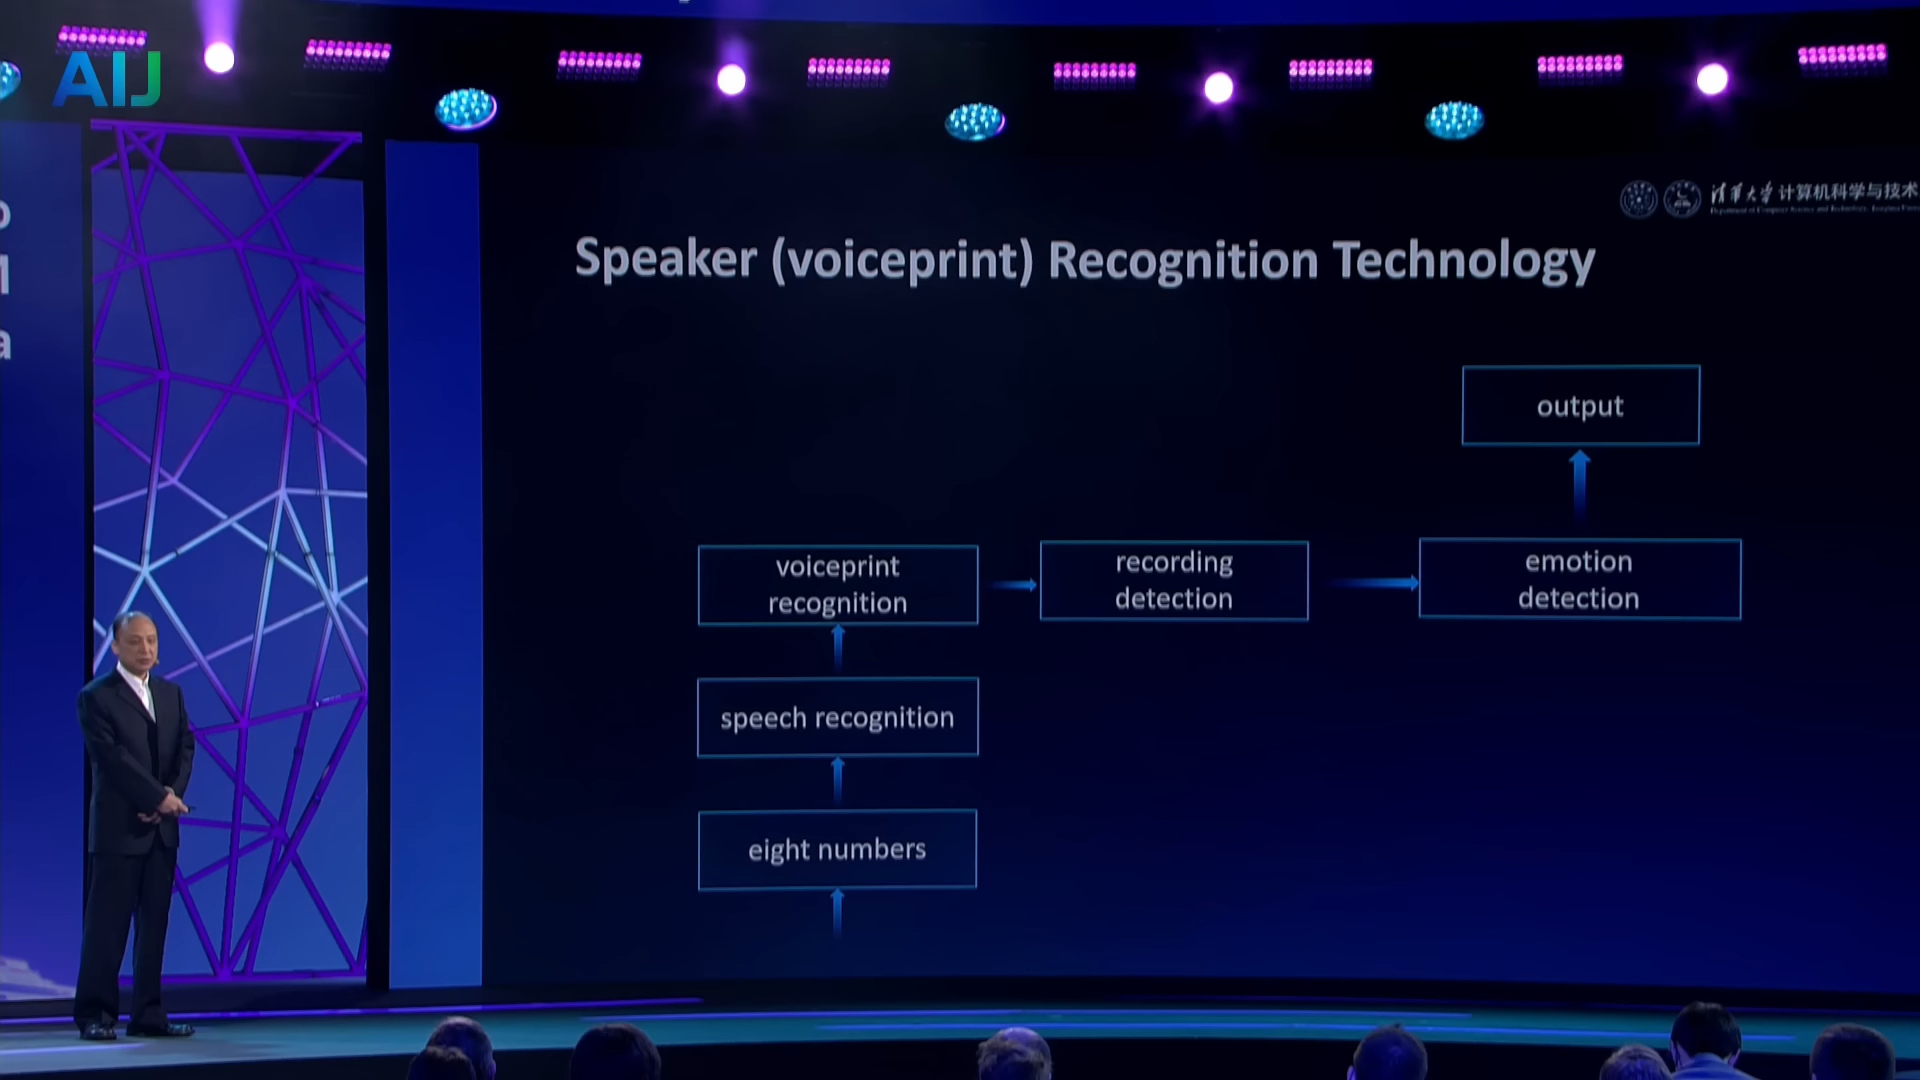 AIJ
清华大学 计算机科学与技术
Speaker (voiceprint) Recognition Technology
output
voiceprint
recognition
recording
detection
emotion
detection
speech recognition
eight numbers